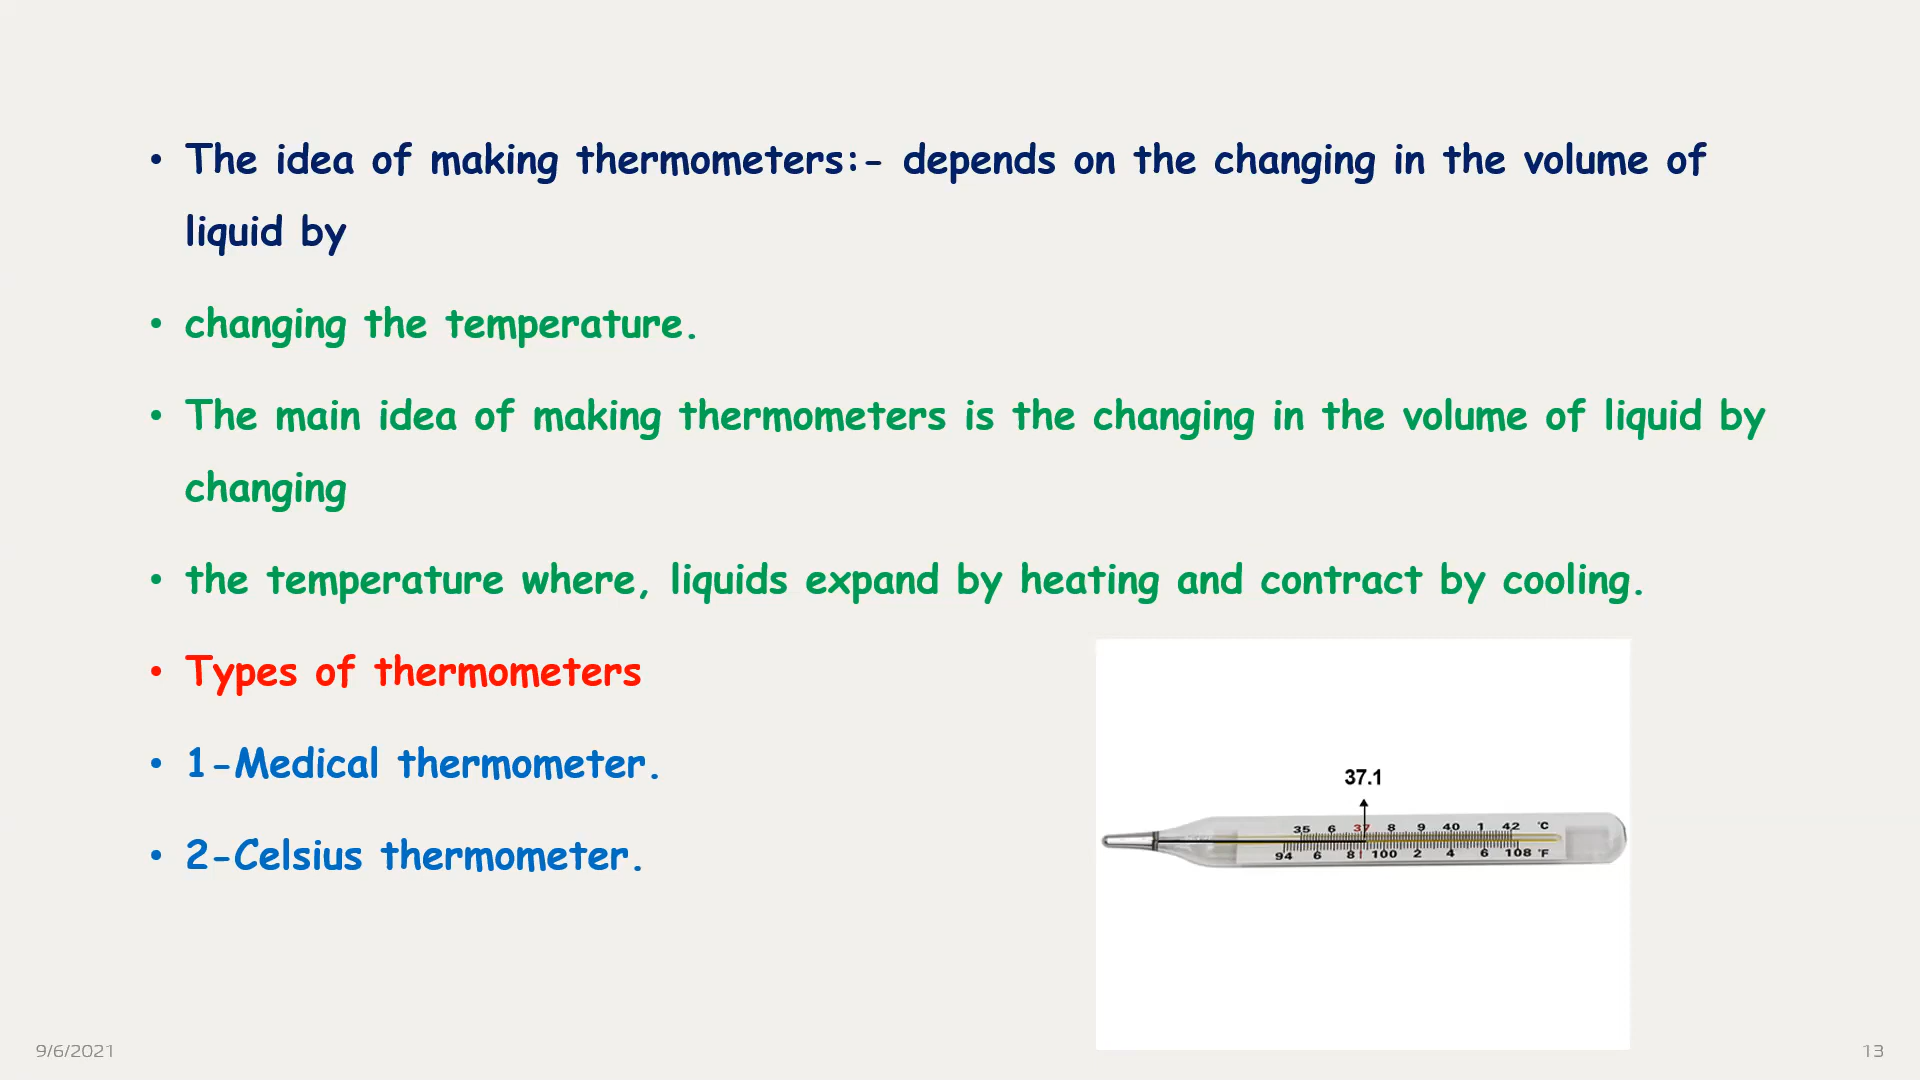 • The idea of making thermometers:- depends on the changing in the volume of
liquid by
• changing the temperature.
• The main idea of making thermometers is the changing in the volume of liquid by
changing
• the temperature where, liquids expand by heating and contract by cooling.
• Types of thermometers
• 1-Medical thermometer.
• 2-Celsius thermometer.
37.1
35 6 37 8 9 40 1 42 °C
94 6 8 100 2 4 6 108 °F
9/6/2021
13